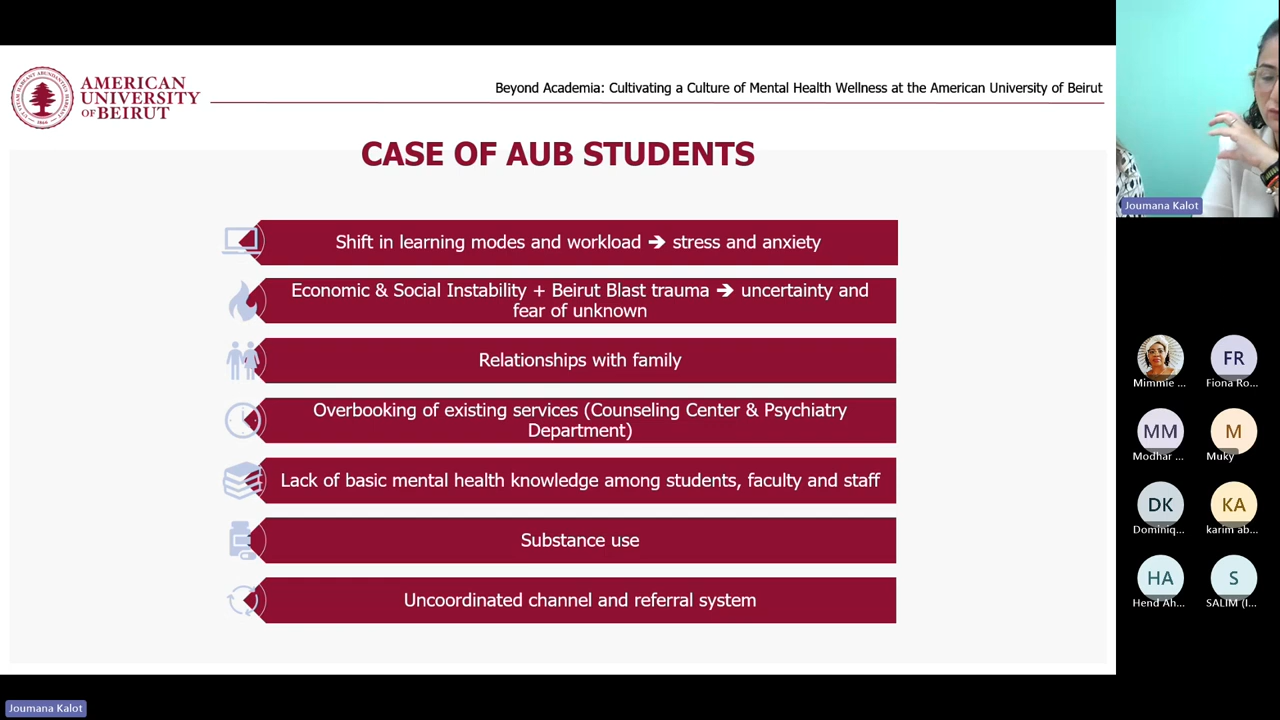 AMERICAN
UNIVERSITY
OF BEIRUT
Beyond Academia: Cultivating a Culture of Mental Health Wellness at the American University of Beirut
CASE OF AUB STUDENTS
Shift in learning modes and workload ➔ stress and anxiety
Economic & Social Instability + Beirut Blast trauma ➔ uncertainty and
fear of unknown
Relationships with family
Overbooking of existing services (Counseling Center & Psychiatry
Department)
Lack of basic mental health knowledge among students, faculty and staff
Substance use
Uncoordinated channel and referral system
Joumana Kalot
Mimmie ...
FR
Fiona Ro...
MM
Modhar ...
M
Muky
DK
Dominiq...
KA
karim ab...
HA
Hend Ah...
S
SALIM (I...
Joumana Kalot